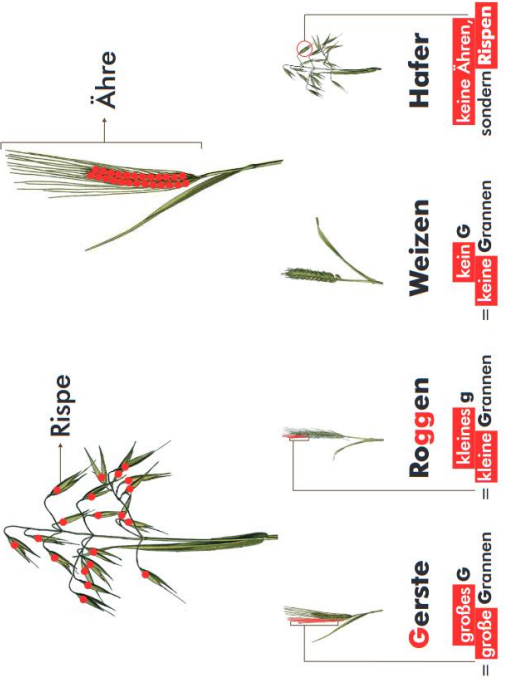 Rispe
Ähre
Gerste
großes G
= große Grannen
Roggen
kleines g
= kleine Grannen
Weizen
kein G
= keine Grannen
Hafer
keine Ähren,
sondern Rispen